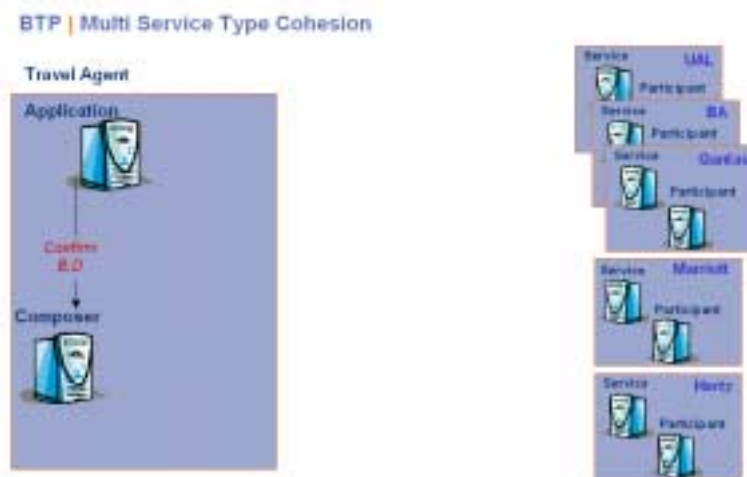 BTP | Multi Service Type Cohesion
Travel Agent
Application
Confirm
B,D
Composer
Service UAL
Participant
Service BA
Participant
Service
Participant
Service Marriott
Participant
Service Hertz
Participant